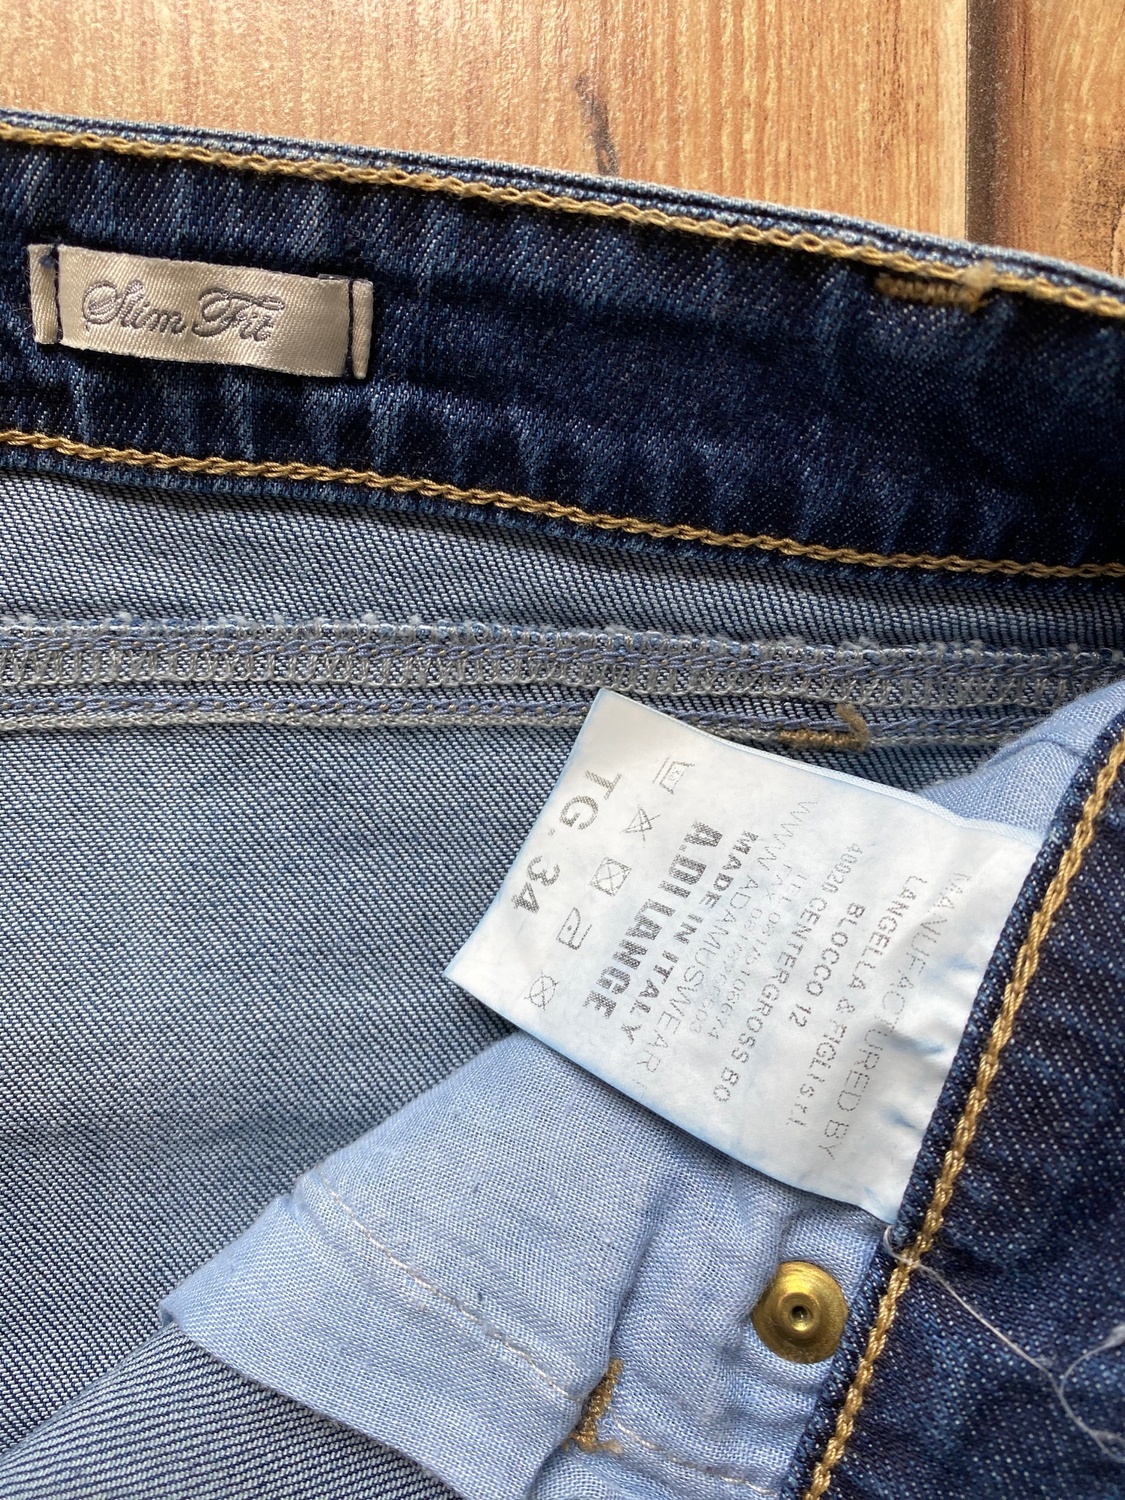 Slim Fit
MANUFACTURED BY
LANGELLA & FIGLI s.r.l.
BLOCCO 12
40020 CENTERGROSS BO
WWW.ADAMUSWEAR
MADE IN ITALY
A.DI LANGE
TG. 34